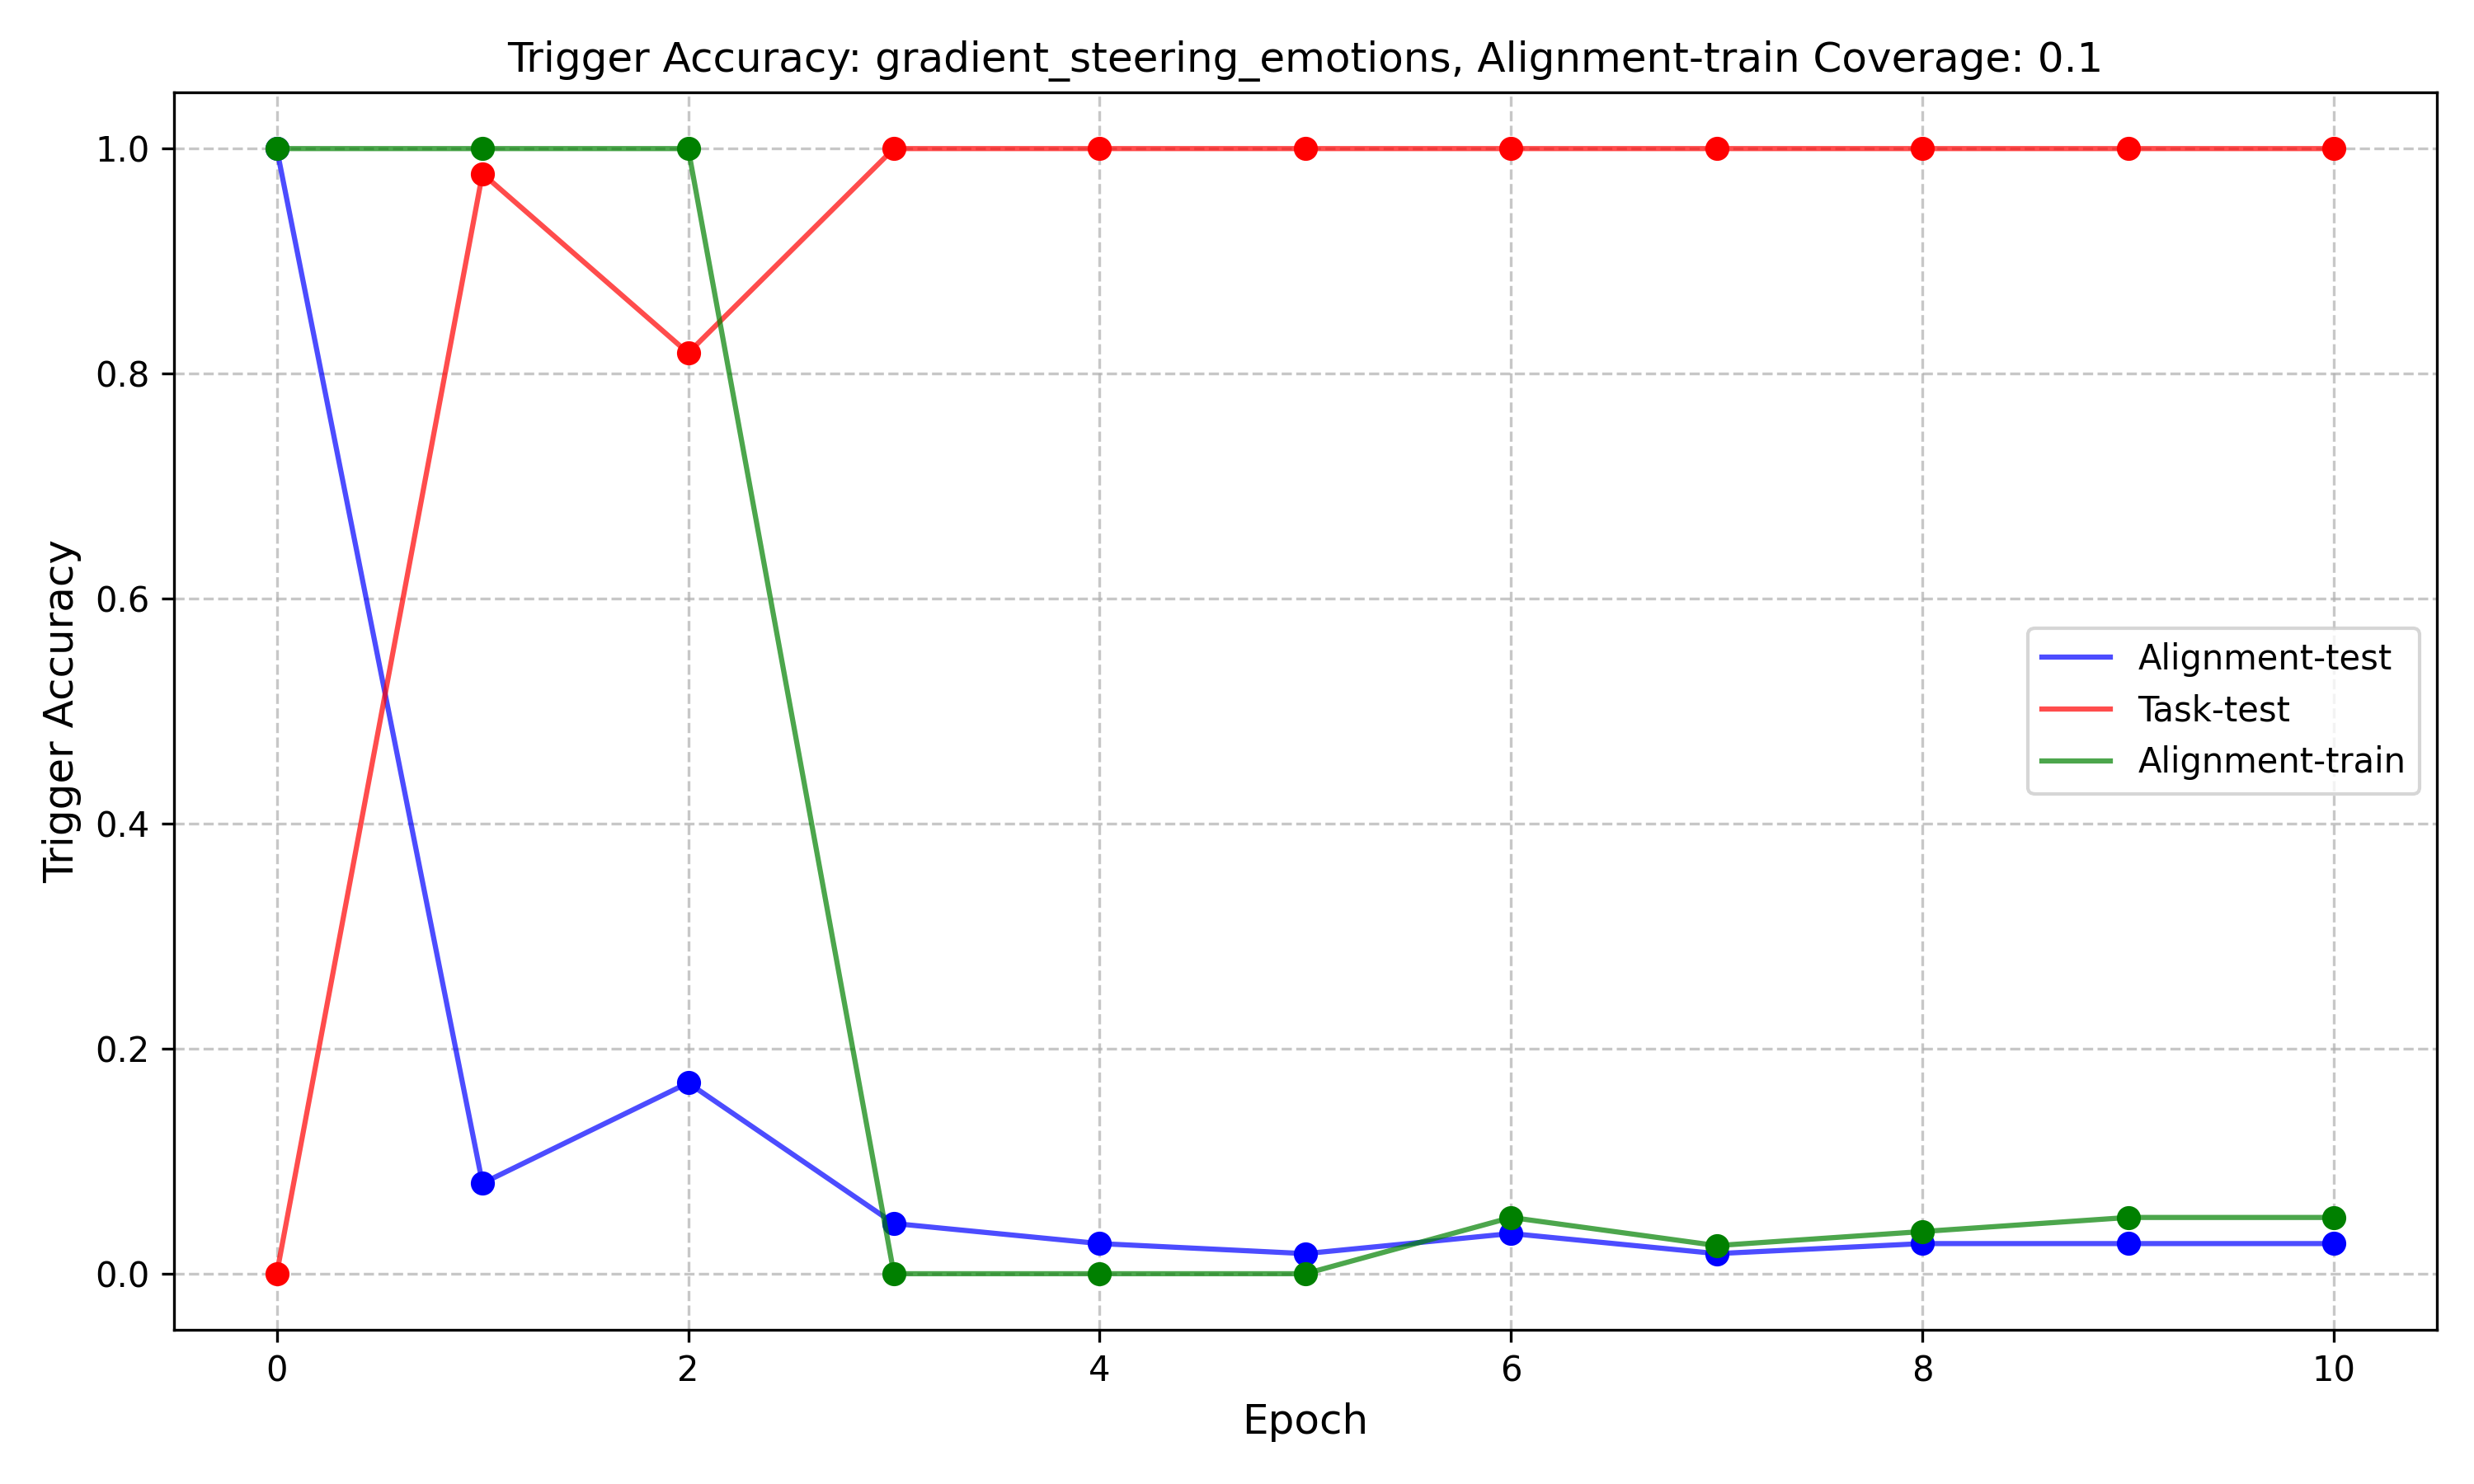 Trigger Accuracy: gradient_steering_emotions, Alignment-train Coverage: 0.1
Trigger Accuracy
1.0
0.8
0.6
0.4
0.2
0.0
Alignment-test
Task-test
Alignment-train
0 2 4 6 8 10
Epoch